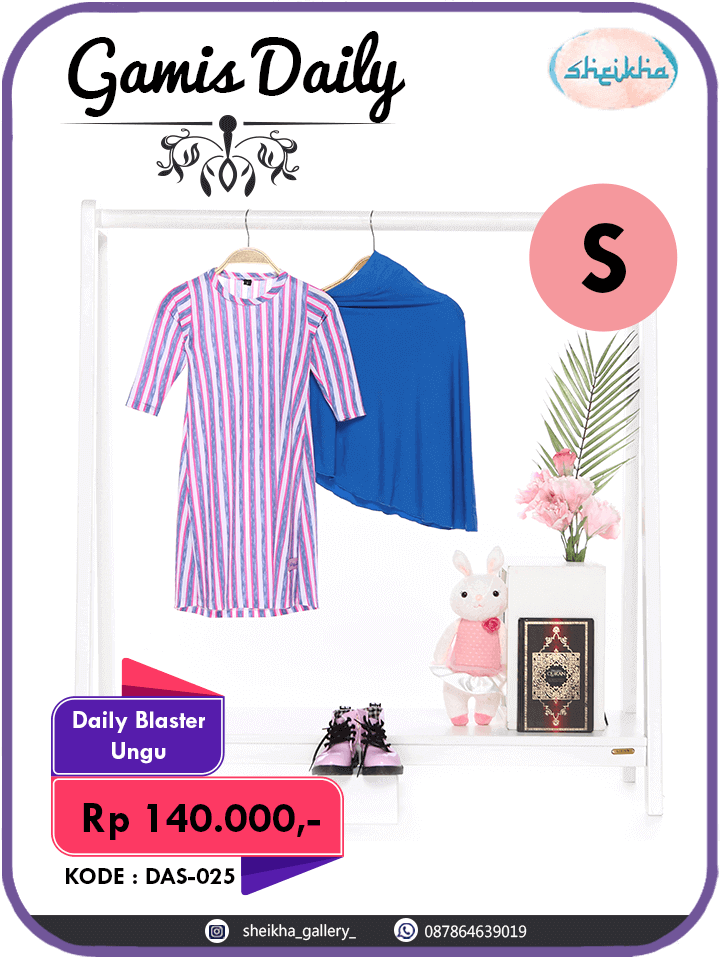 Gamis Daily
sheikha
S
Daily Blaster
Ungu
Rp 140.000,-
KODE : DAS-025
sheikha_gallery_
087864639019